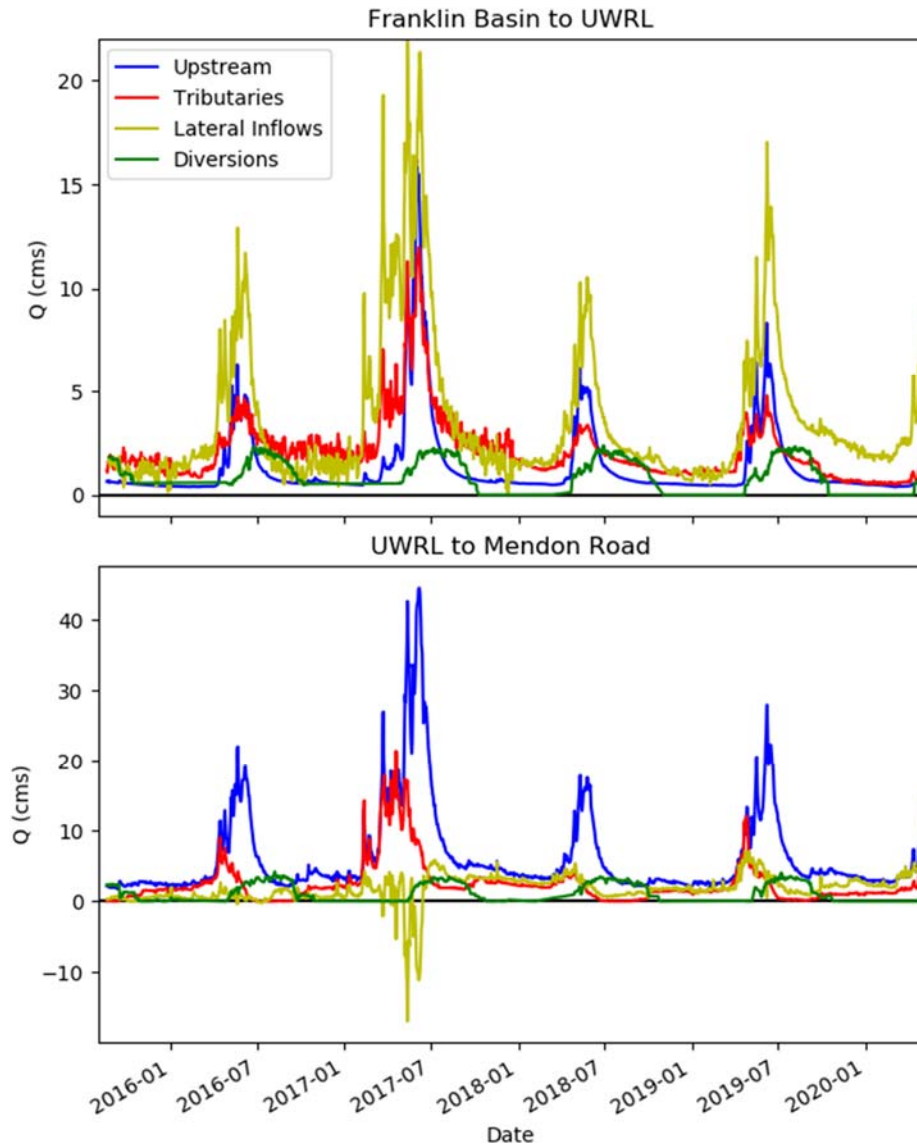 Franklin Basin to UWRL
Upstream
Tributaries
Lateral Inflows
Diversions
20
15
10
5
0
Q (cms)
UWRL to Mendon Road
40
30
20
10
0
−10
Q (cms)
2016-01
2016-07
2017-01
2017-07
2018-01
2018-07
2019-01
2019-07
2020-01
Date